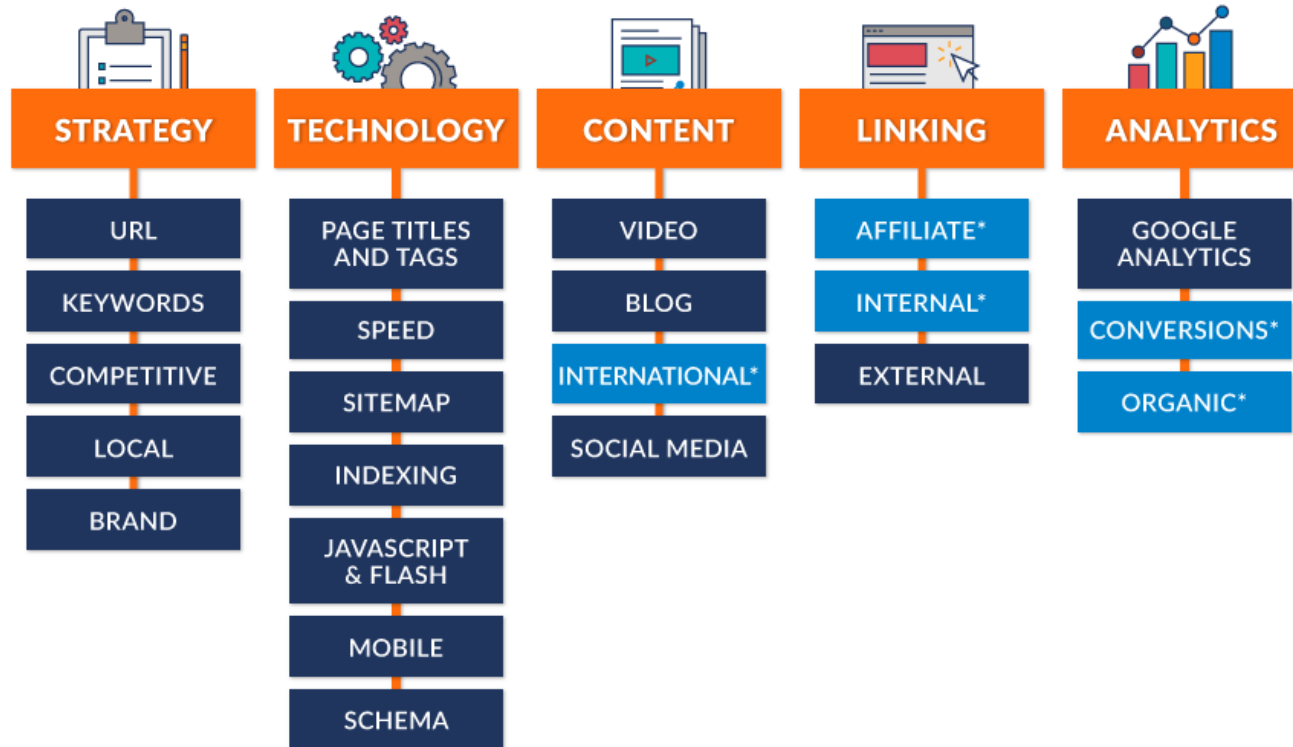 STRATEGY
URL
KEYWORDS
COMPETITIVE
LOCAL
BRAND
TECHNOLOGY
PAGE TITLES
AND TAGS
SPEED
SITEMAP
INDEXING
JAVASCRIPT
& FLASH
MOBILE
SCHEMA
CONTENT
VIDEO
BLOG
INTERNATIONAL*
SOCIAL MEDIA
LINKING
AFFILIATE*
INTERNAL*
EXTERNAL
ANALYTICS
GOOGLE
ANALYTICS
CONVERSIONS*
ORGANIC*